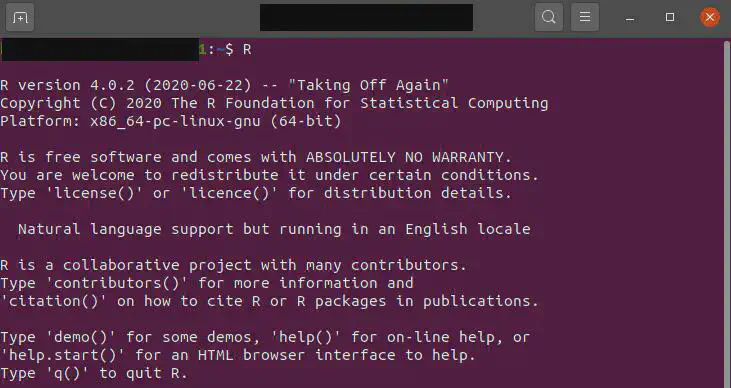 1:~$ R
R version 4.0.2 (2020-06-22) -- "Taking Off Again"
Copyright (C) 2020 The R Foundation for Statistical Computing
Platform: x86_64-pc-linux-gnu (64-bit)
R is free software and comes with ABSOLUTELY NO WARRANTY.
You are welcome to redistribute it under certain conditions.
Type 'license()' or 'licence()' for distribution details.
Natural language support but running in an English locale
R is a collaborative project with many contributors.
Type 'contributors()' for more information and
'citation()' on how to cite R or R packages in publications.
Type 'demo()' for some demos, 'help()' for on-line help, or
'help.start()' for an HTML browser interface to help.
Type 'q()' to quit R.